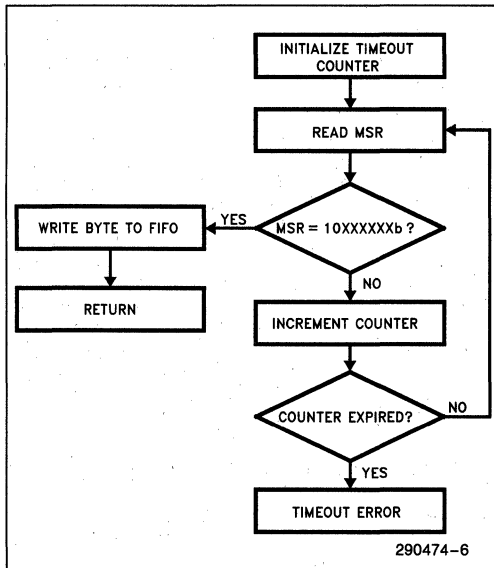 INITIALIZE TIMEOUT
COUNTER
READ MSR
MSR = 10XXXXXXb ?
YES
WRITE BYTE TO FIFO
RETURN
NO
INCREMENT COUNTER
COUNTER EXPIRED?
NO
YES
TIMEOUT ERROR
290474-6